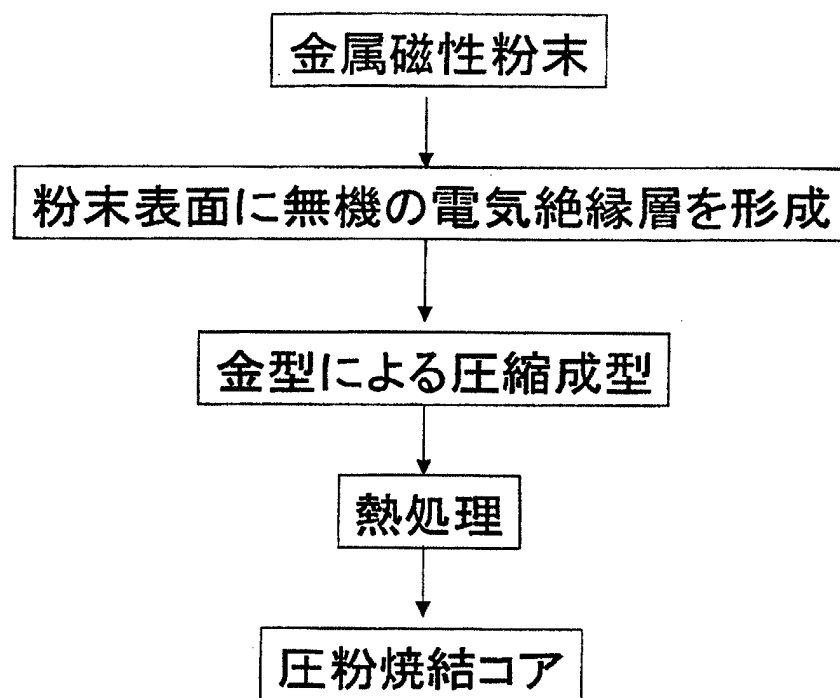 金属磁性粉末
粉末表面に無機の電気絶縁層を形成
金型による圧縮成型
熱処理
圧粉焼結コア